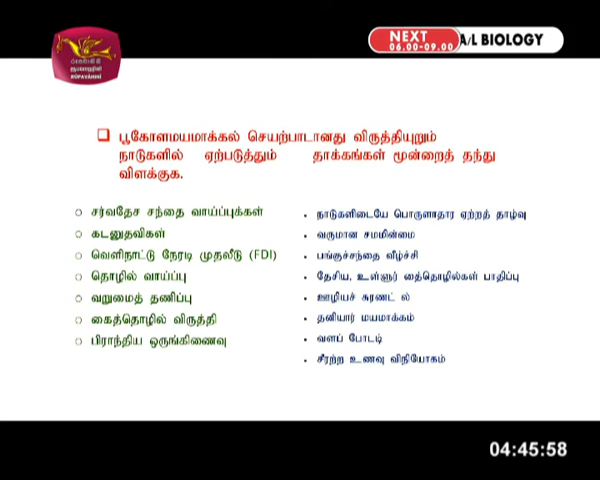 NEXT
06.00-09.00
A/L BIOLOGY
RUPAVAHINI
பூகோளமயமாக்கல் செயற்பாடானது விருத்தியுறும்
நாடுகளில் ஏற்படுத்தும் தாக்கங்கள் மூன்றைத் தந்து
விளக்குக.
சர்வதேச சந்தை வாய்ப்புக்கள்
கடனுதவிகள்
வெளிநாட்டு நேரடி முதலீடு (FDI)
தொழில் வாய்ப்பு
வறுமைத் தணிப்பு
கைத்தொழில் விருத்தி
பிராந்திய ஒருங்கிணைவு
நாடுகளிடையே பொருளாதார ஏற்றத் தாழ்வு
வருமான சமமின்மை
பங்குச்சந்தை வீழ்ச்சி
தேசிய, உள்ளுர் த்தைதொழில்கள் பாதிப்பு
ஊழியச் சுரண்ட் ல்
தனியார் மயமாக்கம்
வளப் போட்டி
சீரற்ற உணவு விநியோகம்
04:45:58